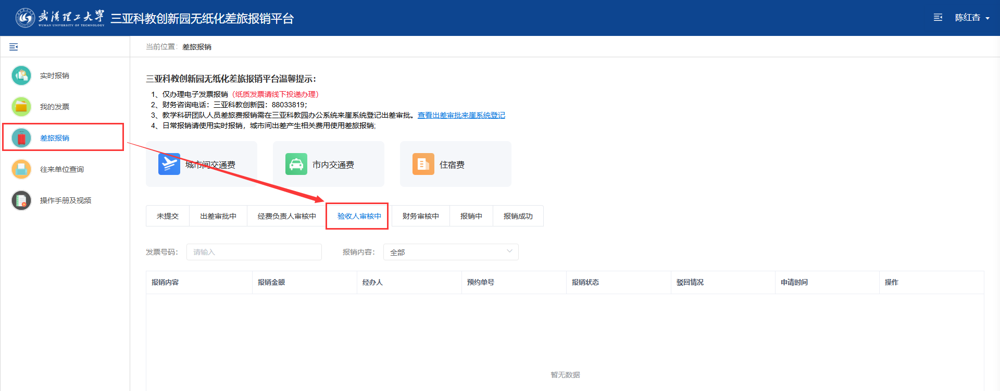 武汉理工大学
WUHAN UNIVERSITY OF TECHNOLOGY
三亚科教创新园无纸化差旅报销平台
陈红杏
当前位置： 差旅报销
实时报销
我的发票
差旅报销
往来单位查询
操作手册及视频
三亚科教创新园无纸化差旅报销平台温馨提示：
1、仅办理电子发票报销（纸质发票请线下投递办理）
2、财务咨询电话：三亚科教创新园：88033819；
3、教学科研团队人员差旅费报销需在三亚科教园办公系统来崖系统登记出差审批。查看出差审批来崖系统登记
4、日常报销请使用实时报销，城市间出差产生相关费用使用差旅报销;
城市间交通费 市内交通费 住宿费
未提交 出差审批中 经费负责人审核中 验收人审核中 财务审核中 报销中 报销成功
发票号码： 请输入 报销内容： 全部
报销内容 报销金额 经办人 预约单号 报销状态 驳回情况 申请时间 操作
暂无数据